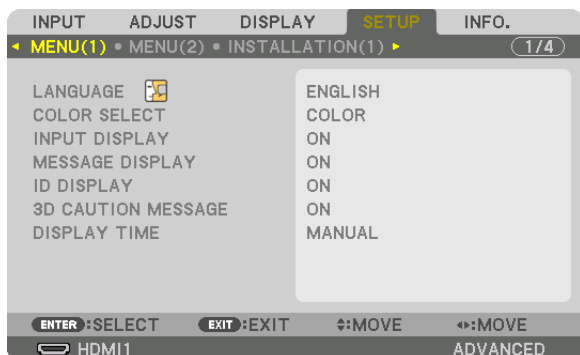 INPUT ADJUST DISPLAY SETUP INFO.
MENU(1) • MENU(2) • INSTALLATION(1) 1/4
LANGUAGE ENGLISH
COLOR SELECT COLOR
INPUT DISPLAY ON
MESSAGE DISPLAY ON
ID DISPLAY ON
3D CAUTION MESSAGE ON
DISPLAY TIME MANUAL
ENTER :SELECT EXIT :EXIT :MOVE :MOVE
HDMI1 ADVANCED